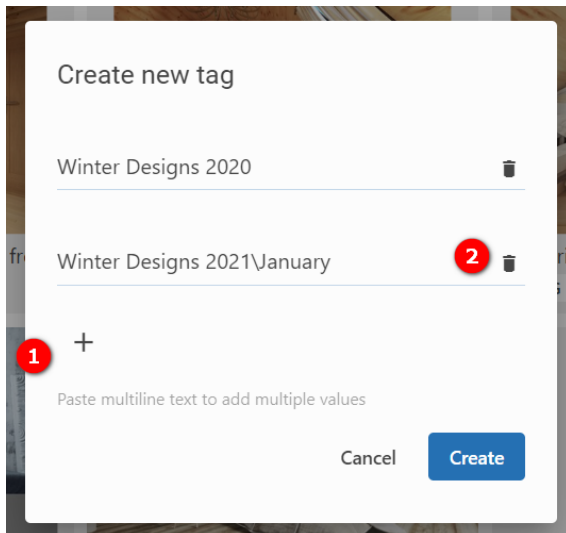 Create new tag
Winter Designs 2020
fr
Winter Designs 2021\January
2
1
+
Paste multiline text to add multiple values
Cancel
Create